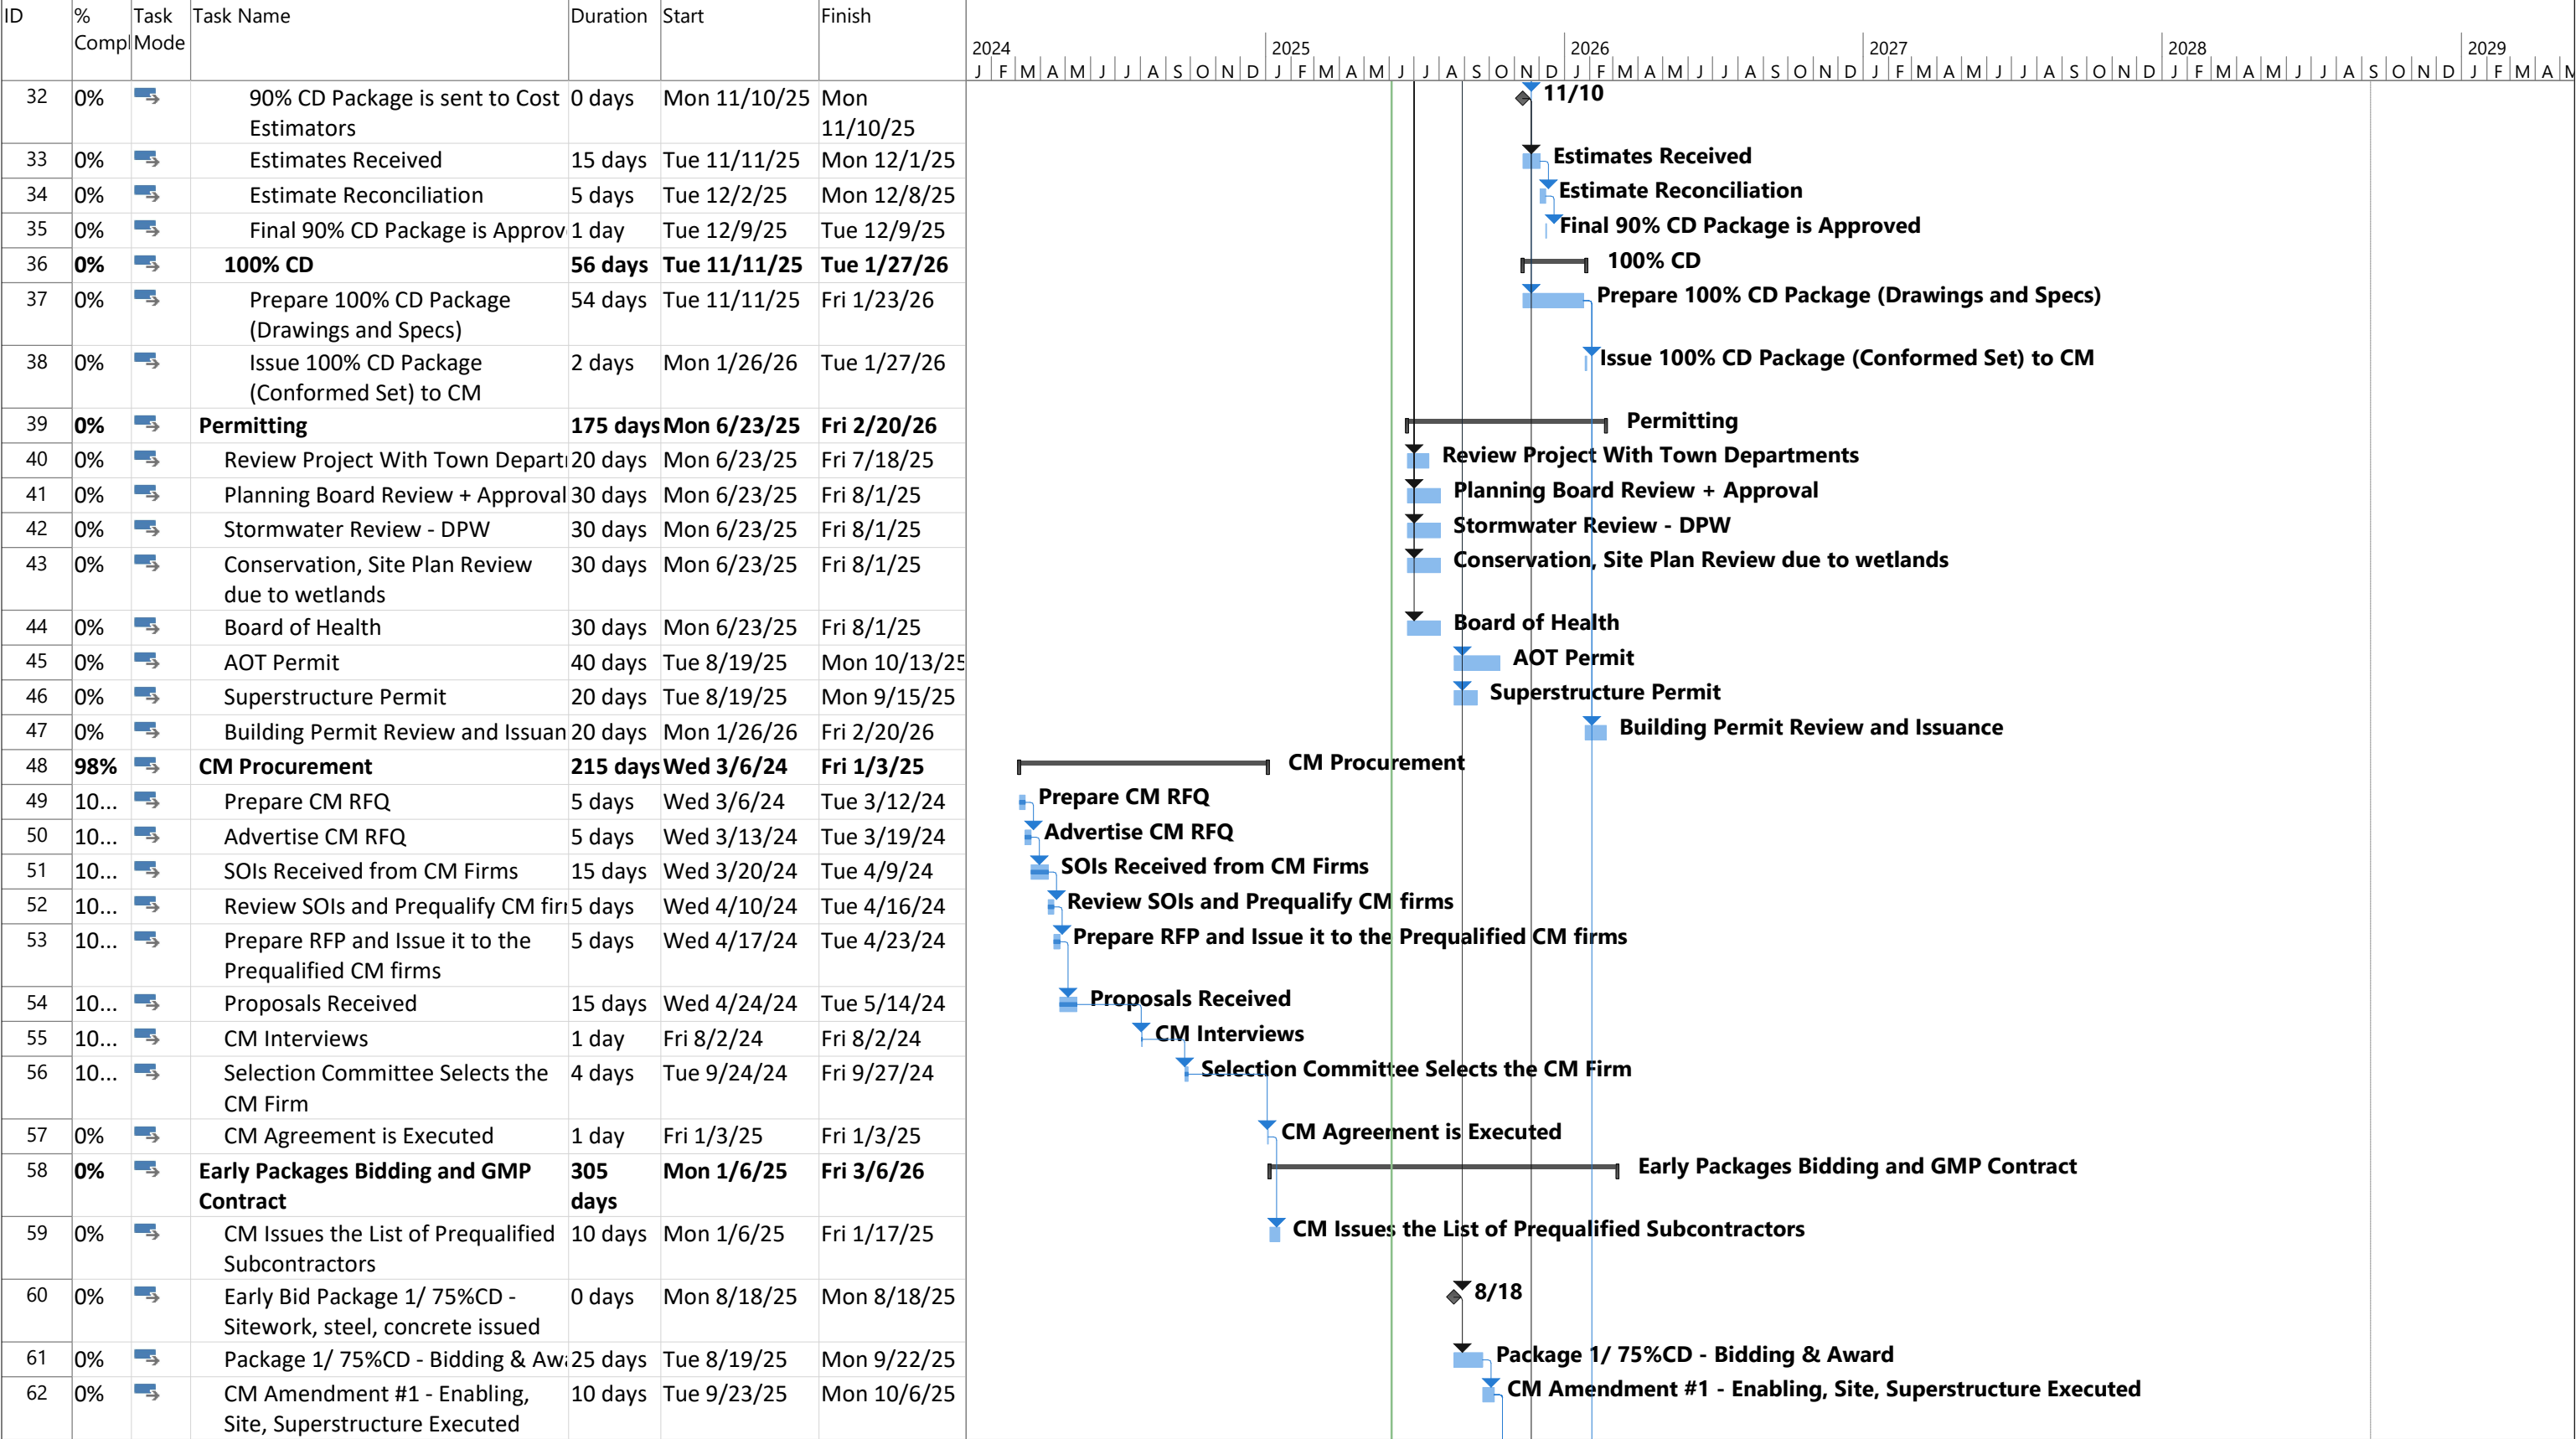 ID % Compl Task Mode Task Name Duration Start Finish
2024 2025 2026 2027 2028 2029
J F M A M J J A S O N D J F M A M J J A S O N D J F M A M J J A S O N D J F M A M J J A S O N D J F M A M J J A S O N D J F M A M
32 0% 90% CD Package is sent to Cost 0 days Mon 11/10/25 Mon 11/10
Estimators 11/10/25
33 0% Estimates Received 15 days Tue 11/11/25 Mon 12/1/25 Estimates Received
34 0% Estimate Reconciliation 5 days Tue 12/2/25 Mon 12/8/25 Estimate Reconciliation
35 0% Final 90% CD Package is Approv 1 day Tue 12/9/25 Tue 12/9/25 Final 90% CD Package is Approved
36 0% 100% CD 56 days Tue 11/11/25 Tue 1/27/26 100% CD
37 0% Prepare 100% CD Package 54 days Tue 11/11/25 Fri 1/23/26 Prepare 100% CD Package (Drawings and Specs)
(Drawings and Specs)
38 0% Issue 100% CD Package 2 days Mon 1/26/26 Tue 1/27/26 Issue 100% CD Package (Conformed Set) to CM
(Conformed Set) to CM
39 0% Permitting 175 days Mon 6/23/25 Fri 2/20/26 Permitting
40 0% Review Project With Town Departı 20 days Mon 6/23/25 Fri 7/18/25 Review Project With Town Departments
41 0% Planning Board Review + Approval 30 days Mon 6/23/25 Fri 8/1/25 Planning Board Review + Approval
42 0% Stormwater Review - DPW 30 days Mon 6/23/25 Fri 8/1/25 Stormwater Review - DPW
43 0% Conservation, Site Plan Review 30 days Mon 6/23/25 Fri 8/1/25 Conservation, Site Plan Review due to wetlands
due to wetlands
44 0% Board of Health 30 days Mon 6/23/25 Fri 8/1/25 Board of Health
45 0% AOT Permit 40 days Tue 8/19/25 Mon 10/13/25 AOT Permit
46 0% Superstructure Permit 20 days Tue 8/19/25 Mon 9/15/25 Superstructure Permit
47 0% Building Permit Review and Issuan 20 days Mon 1/26/26 Fri 2/20/26 Building Permit Review and Issuance
48 98% CM Procurement 215 days Wed 3/6/24 Fri 1/3/25 CM Procurement
49 10... Prepare CM RFQ 5 days Wed 3/6/24 Tue 3/12/24 Prepare CM RFQ
50 10... Advertise CM RFQ 5 days Wed 3/13/24 Tue 3/19/24 Advertise CM RFQ
51 10... SOIs Received from CM Firms 15 days Wed 3/20/24 Tue 4/9/24 SOIs Received from CM Firms
52 10... Review SOIs and Prequalify CM firı 5 days Wed 4/10/24 Tue 4/16/24 Review SOIs and Prequalify CM firms
53 10... Prepare RFP and Issue it to the 5 days Wed 4/17/24 Tue 4/23/24 Prepare RFP and Issue it to the Prequalified CM firms
Prequalified CM firms
54 10... Proposals Received 15 days Wed 4/24/24 Tue 5/14/24 Proposals Received
55 10... CM Interviews 1 day Fri 8/2/24 Fri 8/2/24 CM Interviews
56 10... Selection Committee Selects the 4 days Tue 9/24/24 Fri 9/27/24 Selection Committee Selects the CM Firm
CM Firm
57 0% CM Agreement is Executed 1 day Fri 1/3/25 Fri 1/3/25 CM Agreement is Executed
58 0% Early Packages Bidding and GMP 305 Mon 1/6/25 Fri 3/6/26 Early Packages Bidding and GMP Contract
Contract days
59 0% CM Issues the List of Prequalified 10 days Mon 1/6/25 Fri 1/17/25 CM Issues the List of Prequalified Subcontractors
Subcontractors
60 0% Early Bid Package 1/ 75%CD - 0 days Mon 8/18/25 Mon 8/18/25 8/18
Sitework, steel, concrete issued
61 0% Package 1/ 75%CD - Bidding & Awa 25 days Tue 8/19/25 Mon 9/22/25 Package 1/ 75%CD - Bidding & Award
62 0% CM Amendment #1 - Enabling, 10 days Tue 9/23/25 Mon 10/6/25 CM Amendment #1 - Enabling, Site, Superstructure Executed
Site, Superstructure Executed